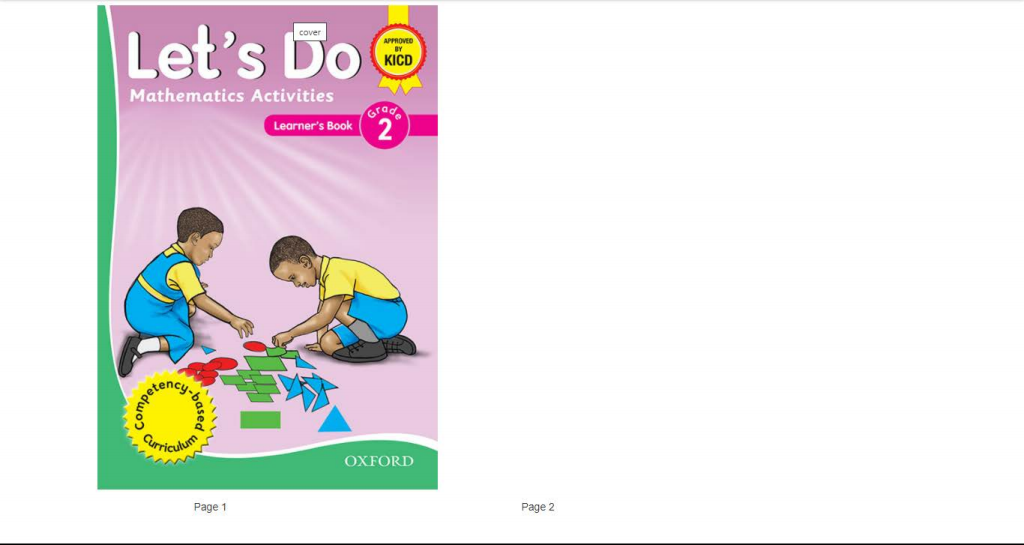 cover
Let's Do
APPROVED
BY
KICD
Mathematics Activities
Learner's Book
Grade
2
Competency-based
Curriculum
OXFORD
Page 1
Page 2